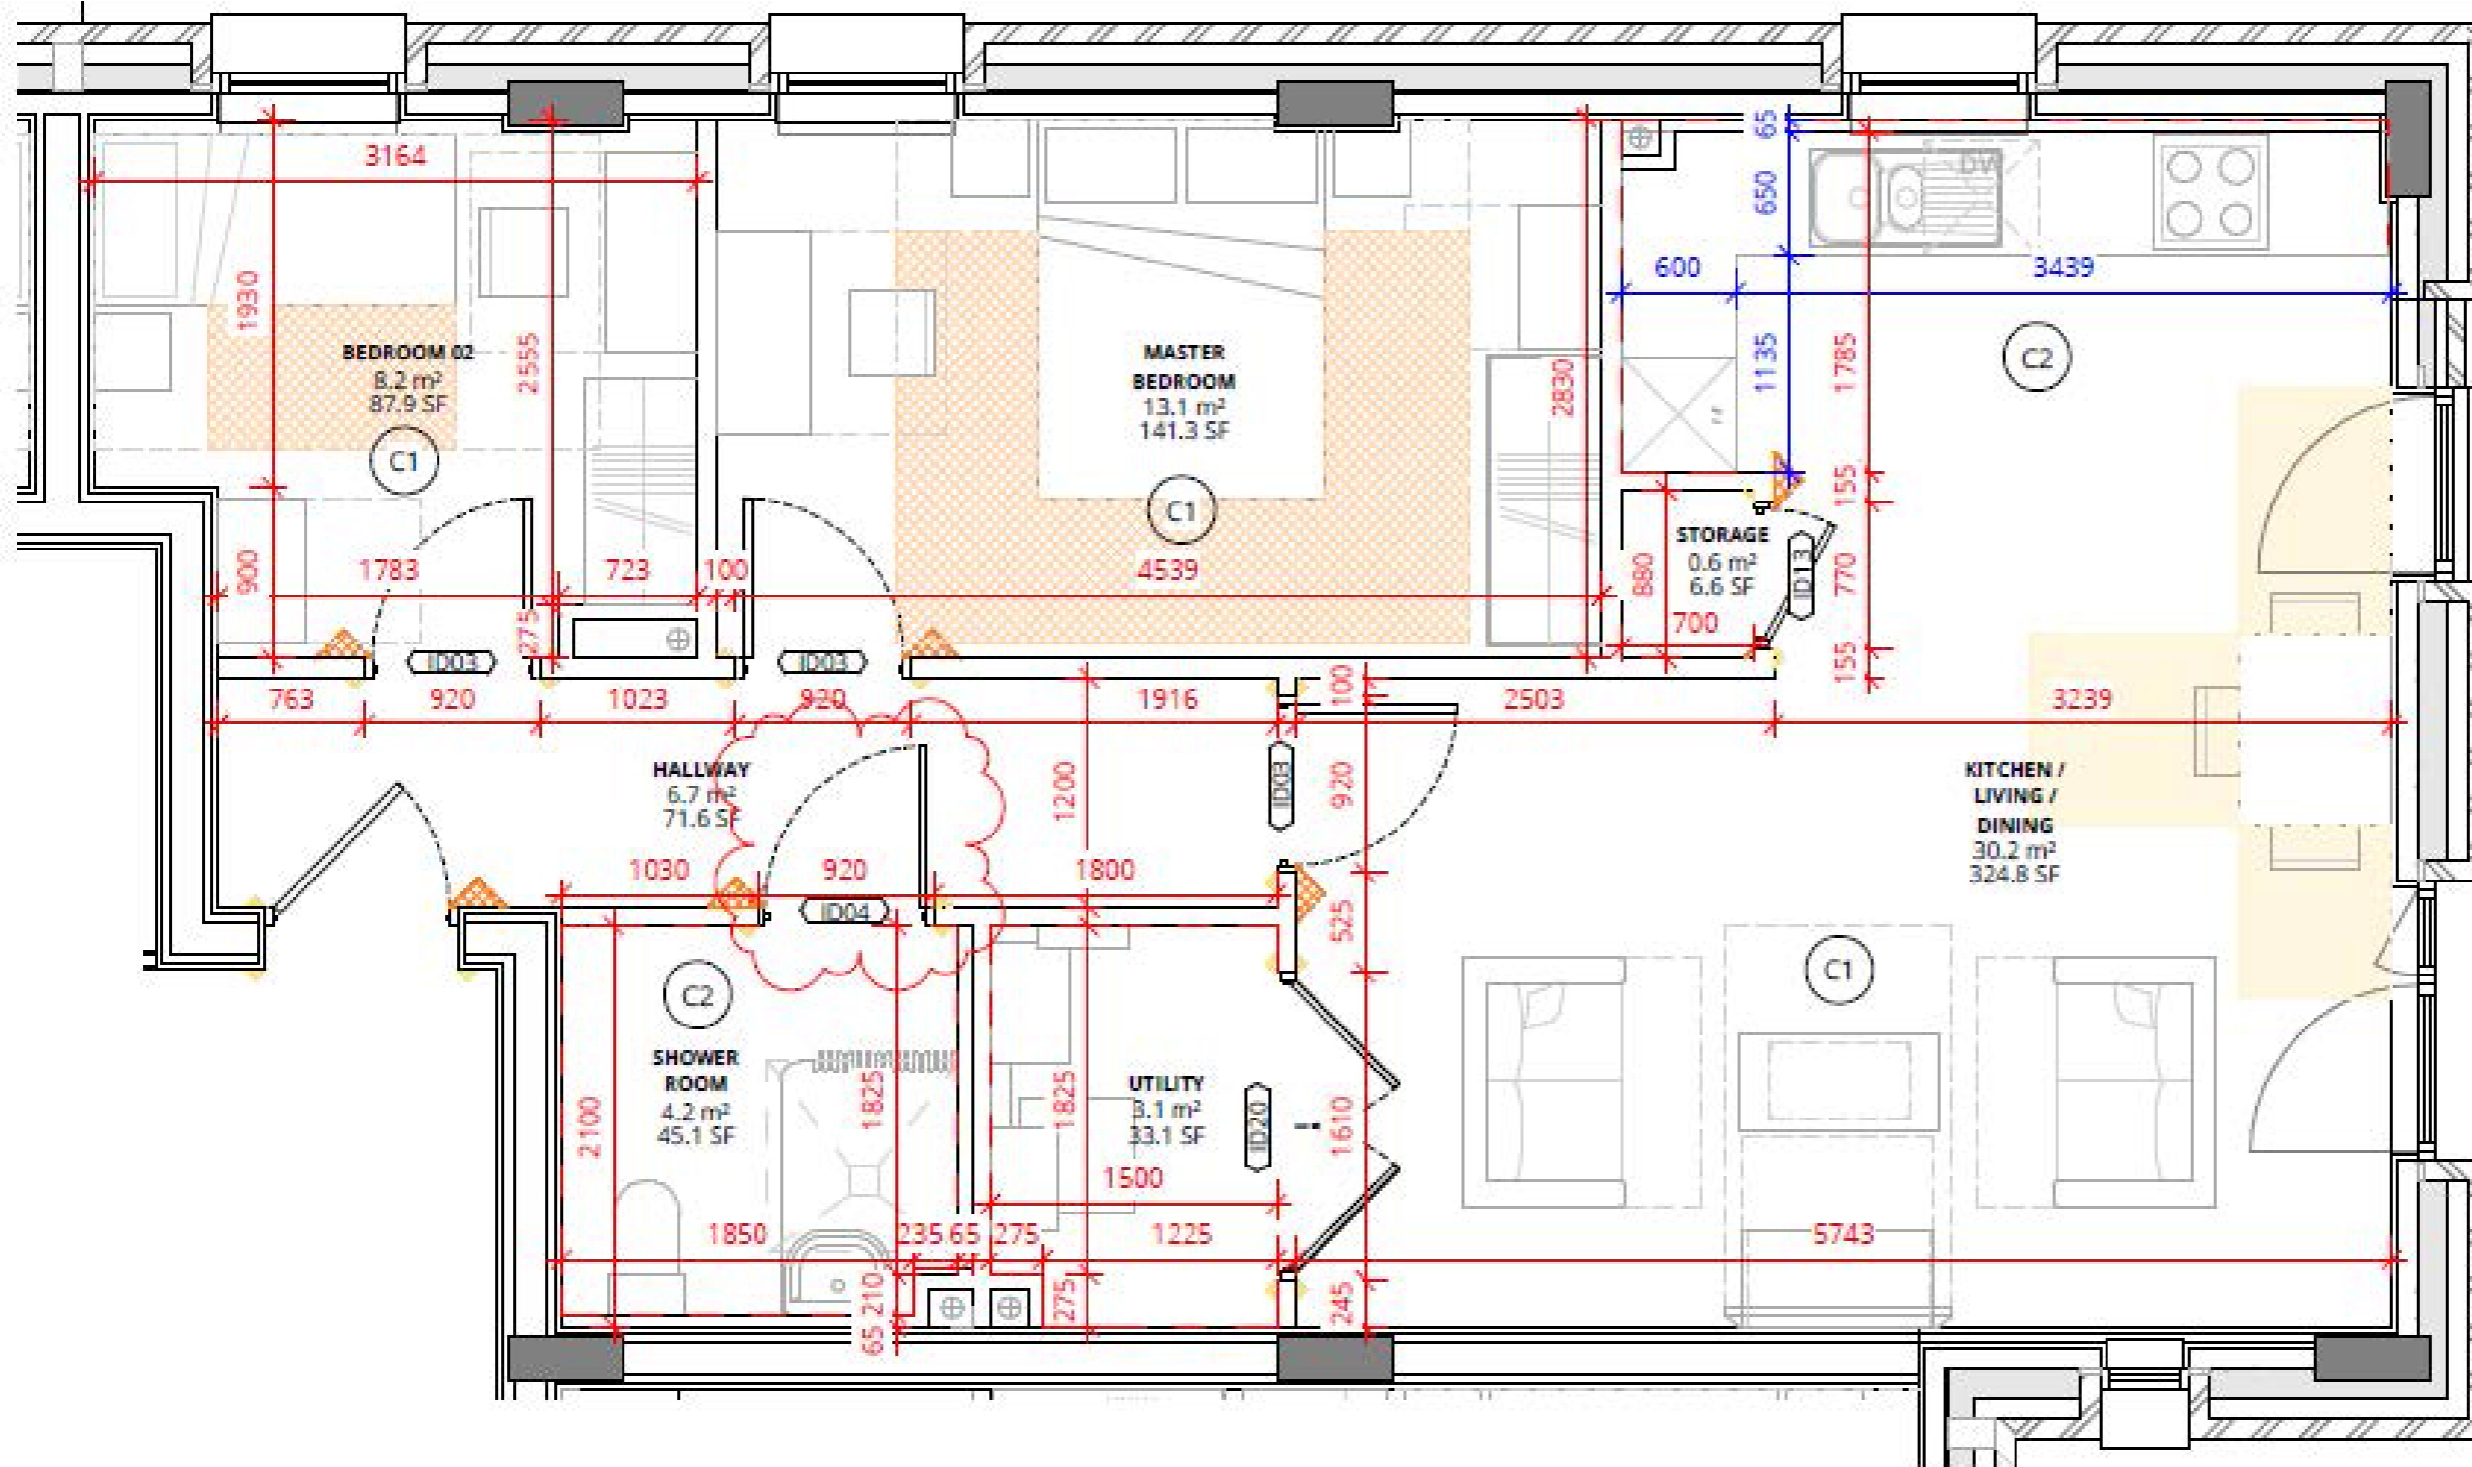 3164
65
650
DW
600
3439
1930
2555
BEDROOM 02
8.2 m²
87.9 SF
C1
MASTER
BEDROOM
13.1 m²
141.3 SF
C1
2830
1135
1785
C2
155
STORAGE
0.6 m²
6.6 SF
ID13
880
700
770
155
900
1783
723
100
4539
275
ID03
ID03
763
920
1023
920
1916
100
2503
3239
HALLWAY
6.7 m²
71.6 SF
1200
ID03
920
KITCHEN /
LIVING /
DINING
30.2 m²
324.8 SF
1030
920
1800
ID04
525
C2
C1
SHOWER
ROOM
4.2 m²
45.1 SF
2100
1825
1825
UTILITY
3.1 m²
33.1 SF
ID20
1610
1500
1850
235
65
275
1225
5743
210
65
275
245